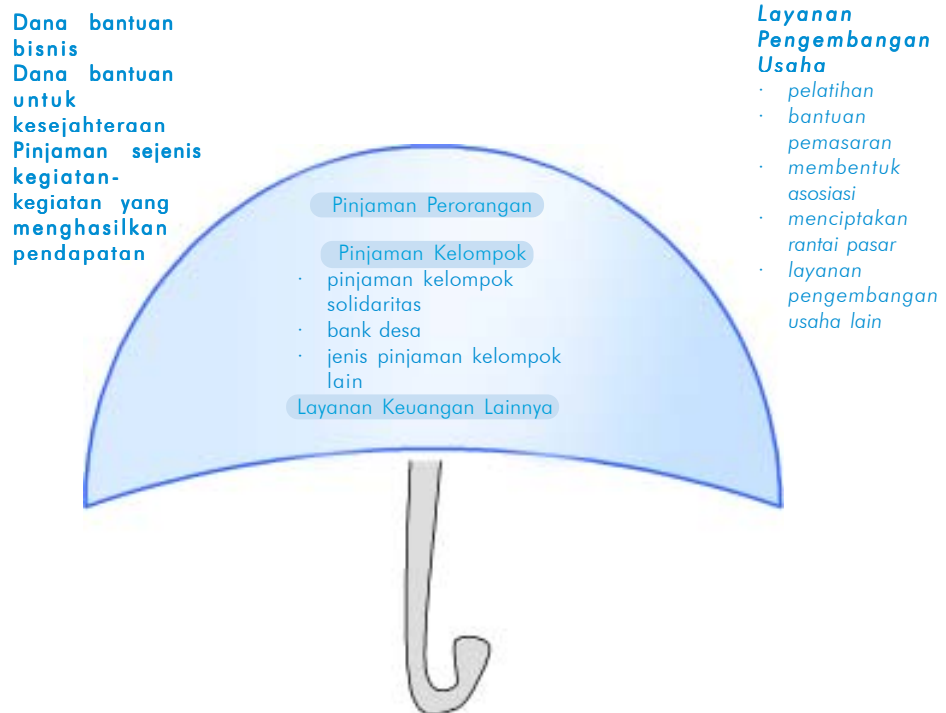 Dana bantuan
bisnis
Dana bantuan
untuk
kesejahteraan
Pinjaman sejenis
kegiatan-
kegiatan yang
menghasilkan
pendapatan
Pinjaman Perorangan
Pinjaman Kelompok
· pinjaman kelompok
solidaritas
· bank desa
· jenis pinjaman kelompok
lain
Layanan Keuangan Lainnya
Layanan
Pengembangan
Usaha
· pelatihan
· bantuan
pemasaran
· membentuk
asosiasi
· menciptakan
rantai pasar
· layanan
pengembangan
usaha lain